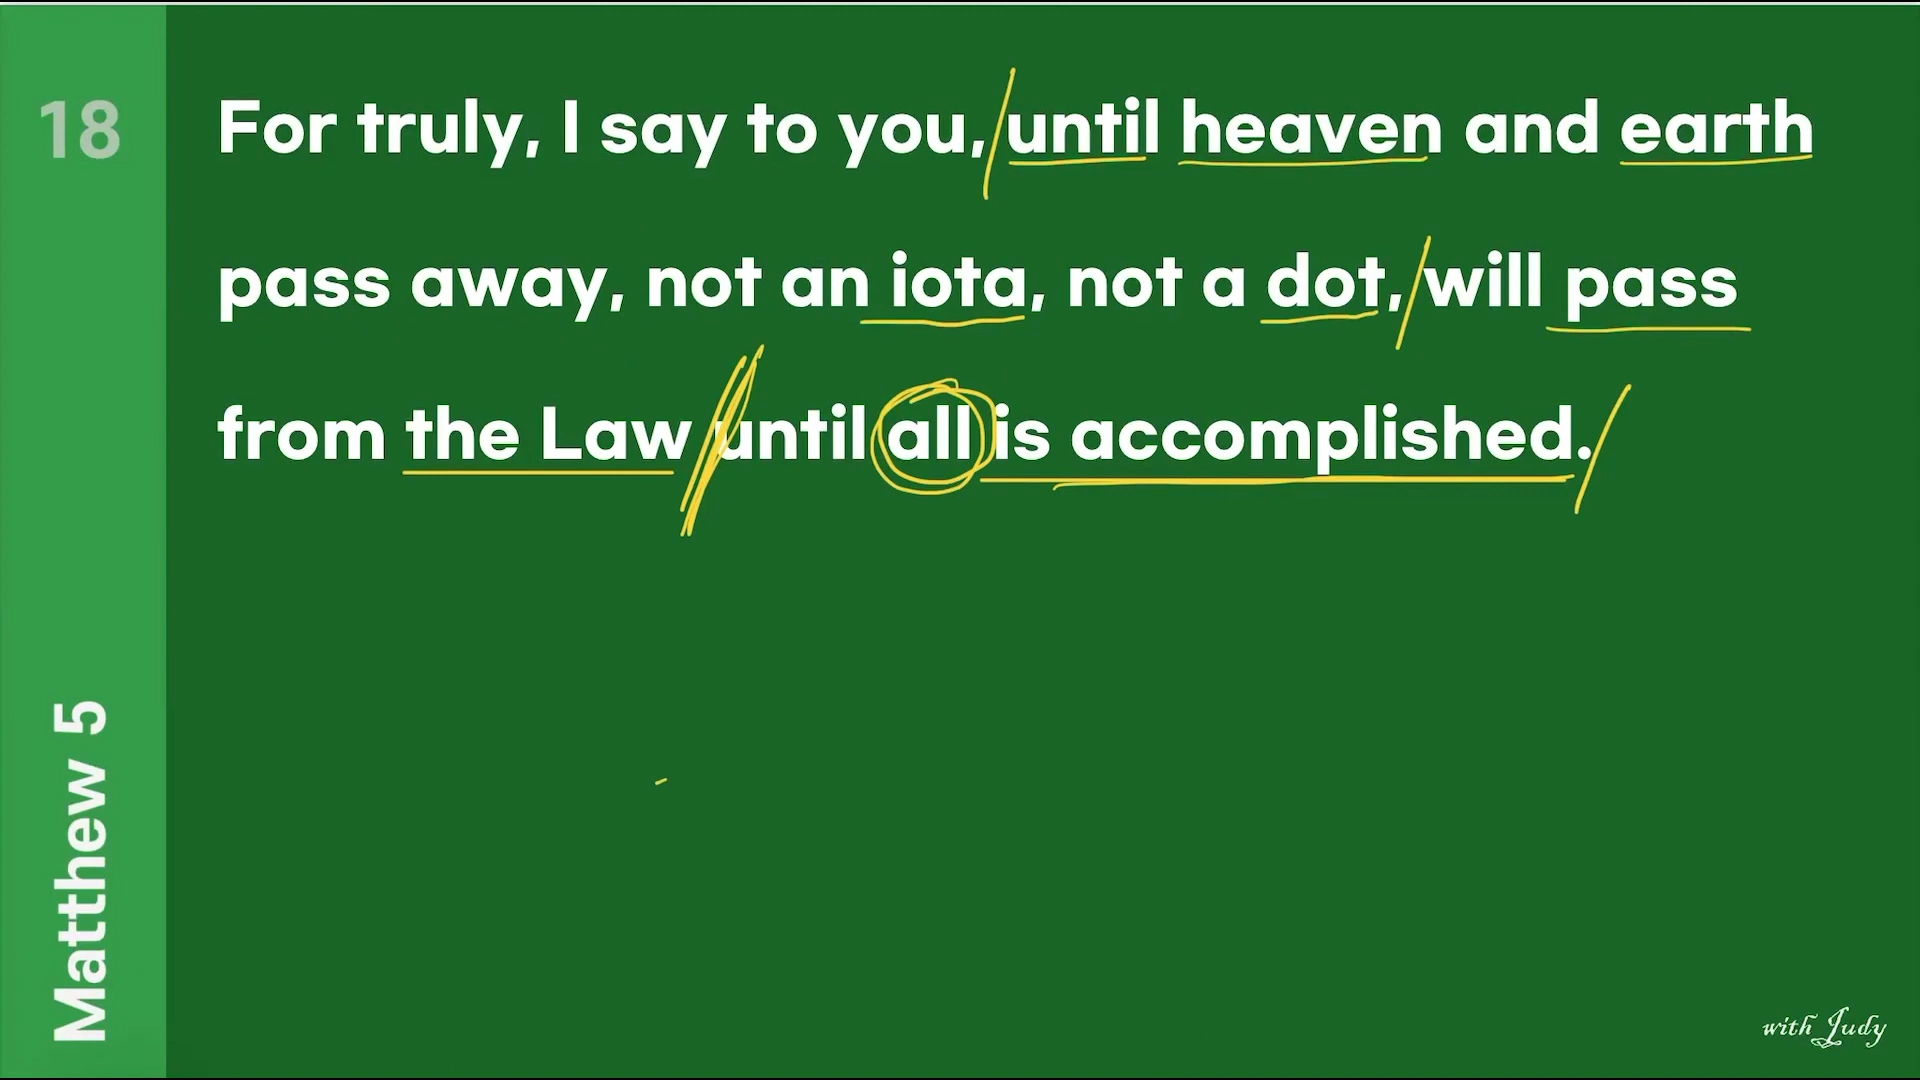 18
For truly, I say to you, until heaven and earth
pass away, not an iota, not a dot, will pass
from the Law until all is accomplished.
Matthew 5
with Judy